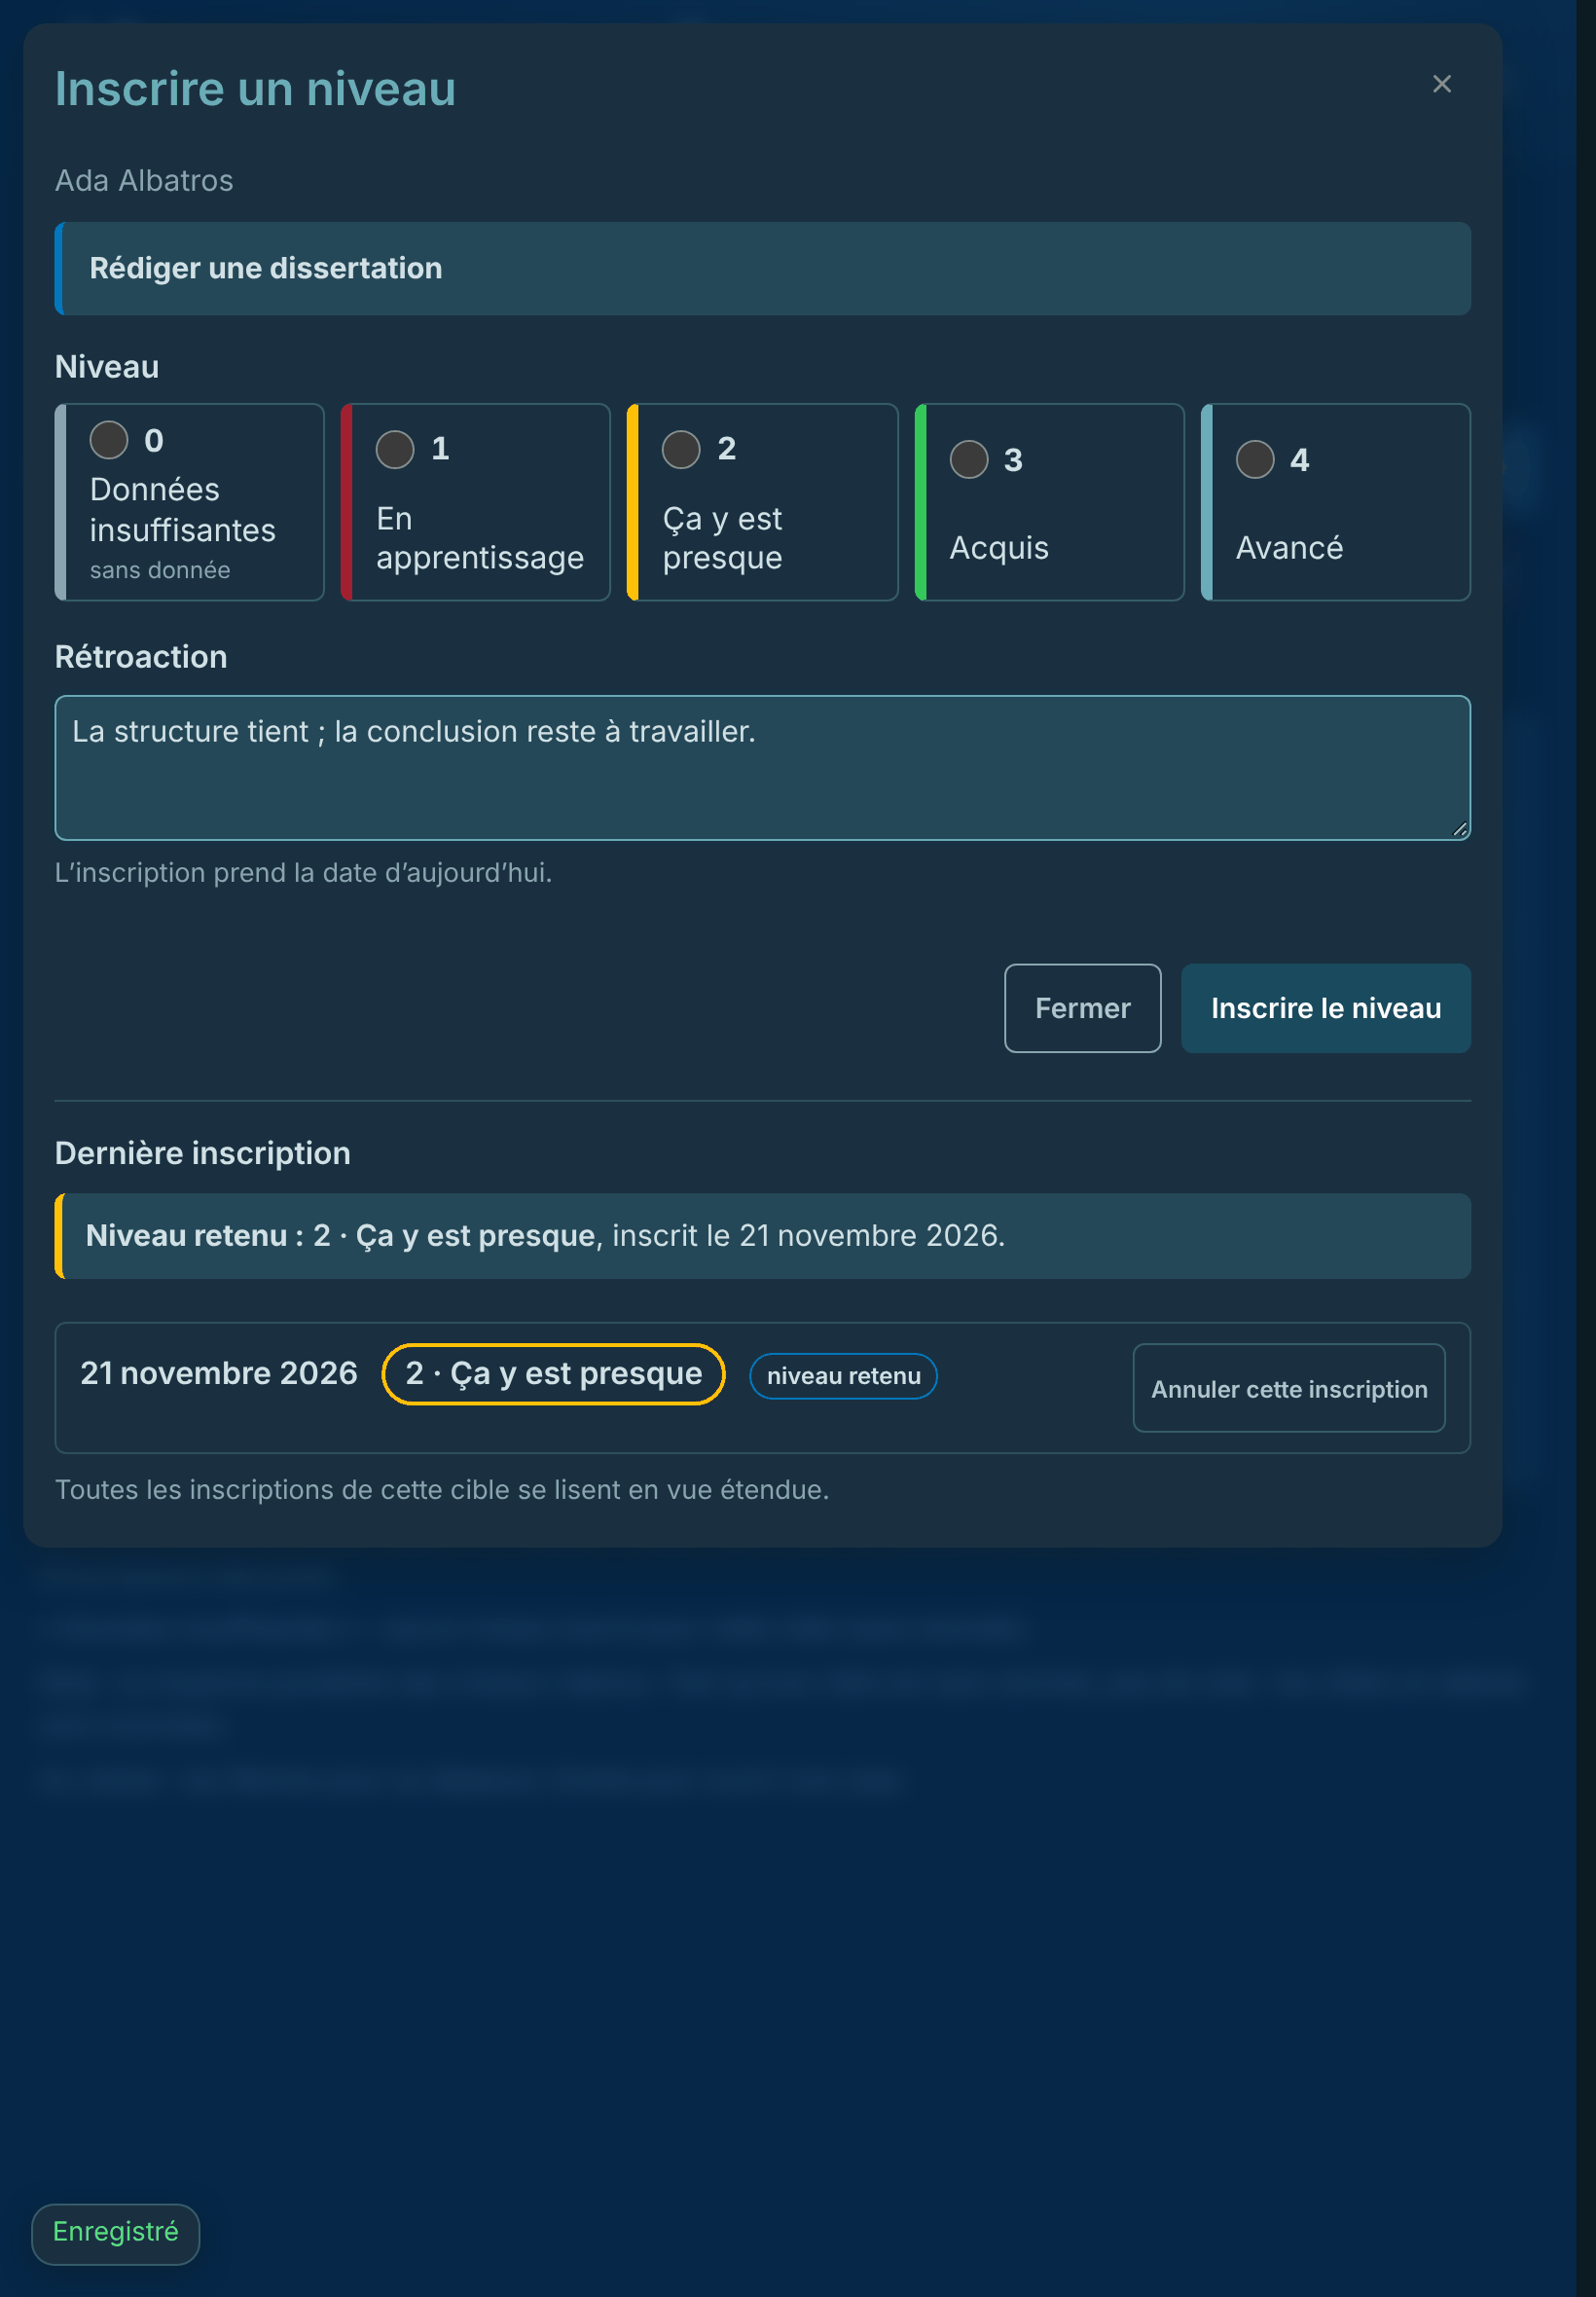 Inscrire un niveau
×
Ada Albatros
Rédiger une dissertation
Niveau
0
Données
insuffisantes
sans donnée
1
En
apprentissage
2
Ça y est
presque
3
Acquis
4
Avancé
Rétroaction
La structure tient ; la conclusion reste à travailler.
L’inscription prend la date d’aujourd’hui.
Fermer
Inscrire le niveau
Dernière inscription
Niveau retenu : 2 · Ça y est presque, inscrit le 21 novembre 2026.
21 novembre 2026 2 · Ça y est presque niveau retenu Annuler cette inscription
Toutes les inscriptions de cette cible se lisent en vue étendue.
Enregistré